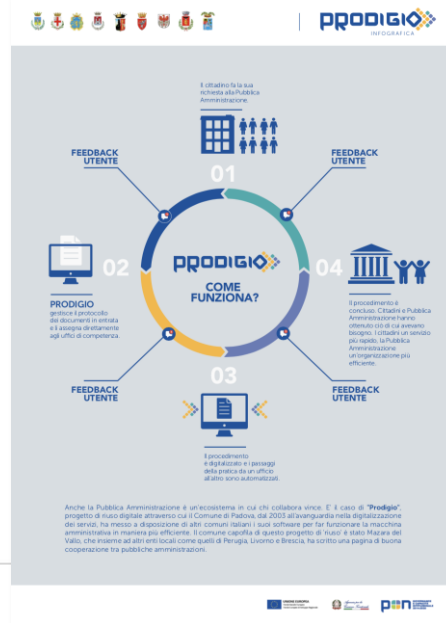 PRODIGIO
INFOGRAFICA
Il cittadino fa la sua
richiesta alla Pubblica
Amministrazione.
FEEDBACK
UTENTE
FEEDBACK
UTENTE
01
02
PRODIGIO
COME
FUNZIONA?
04
PRODIGIO
gestisce il protocollo
dei documenti in entrata
e li assegna direttamente
agli uffici di competenza.
Il procedimento è
concluso. Cittadini e Pubblica
Amministrazione hanno
ottenuto ciò di cui avevano
bisogno. I cittadini un servizio
più rapido, la Pubblica
Amministrazione
un'organizzazione più
efficiente.
03
FEEDBACK
UTENTE
FEEDBACK
UTENTE
Il procedimento
è digitalizzato e i passaggi
della pratica da un ufficio
all'altro sono automatizzati.
Anche la Pubblica Amministrazione è un'ecosistema in cui chi collabora vince. E' il caso di "Prodigio",
progetto di riuso digitale attraverso cui il Comune di Padova, dal 2003 all'avanguardia nella digitalizzazione
dei servizi, ha messo a disposizione di altri comuni italiani i suoi software per far funzionare la macchina
amministrativa in maniera più efficiente. Il comune capofila di questo progetto di 'riuso' è stato Mazara del
Vallo, che insieme ad altri enti locali come quelli di Perugia, Livorno e Brescia, ha scritto una pagina di buona
cooperazione tra pubbliche amministrazioni.
UNIONE EUROPEA
pon